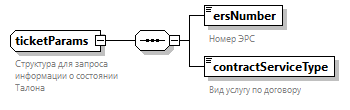 ticketParams
Структура для запроса
информации о состоянии
Талона
ersNumber
Номер ЭРС
contractServiceType
Вид услугу по договору